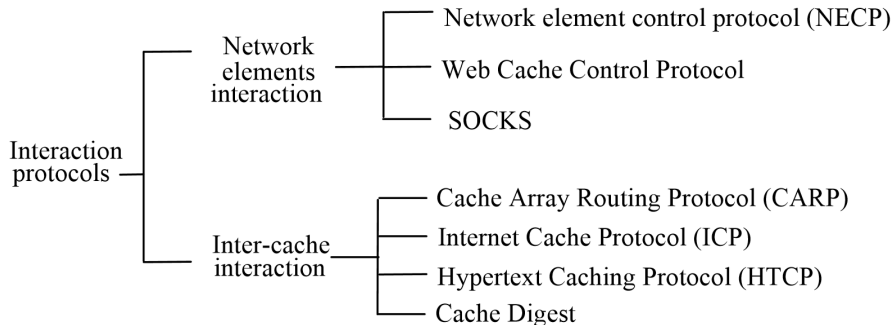 Network element control protocol (NECP)
Network
elements
interaction
Web Cache Control Protocol
SOCKS
Interaction
protocols
Cache Array Routing Protocol (CARP)
Internet Cache Protocol (ICP)
Inter-cache
interaction
Hypertext Caching Protocol (HTCP)
Cache Digest